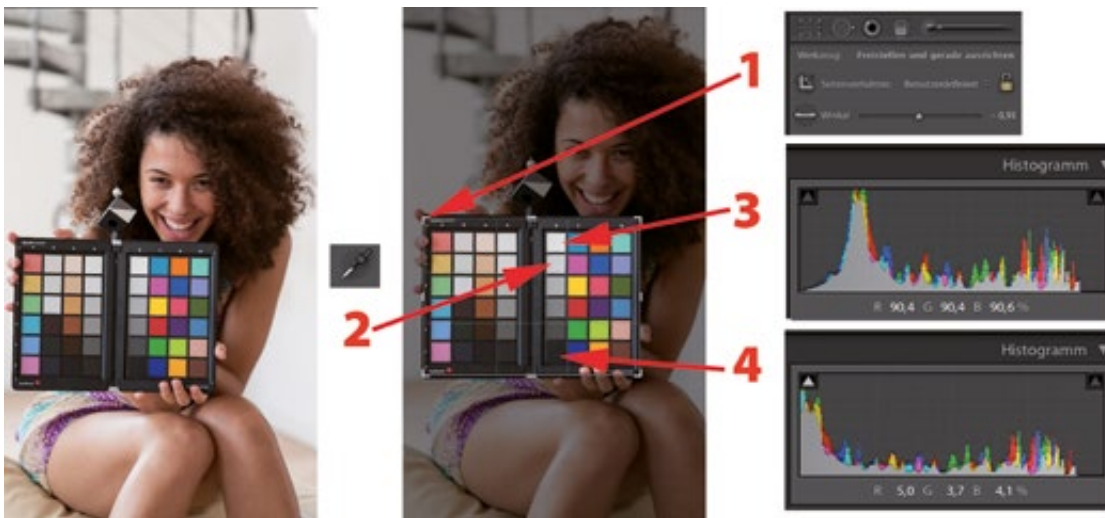 1
2
3
4
Werkzeug: Freistellen und gerade ausrichten
Seitenverhältnis: Benutzerdefiniert
Winkel - 0,91
Histogramm
R 90,4 G 90,4 B 90,6 %
Histogramm
R 5,0 G 3,7 B 4,1 %